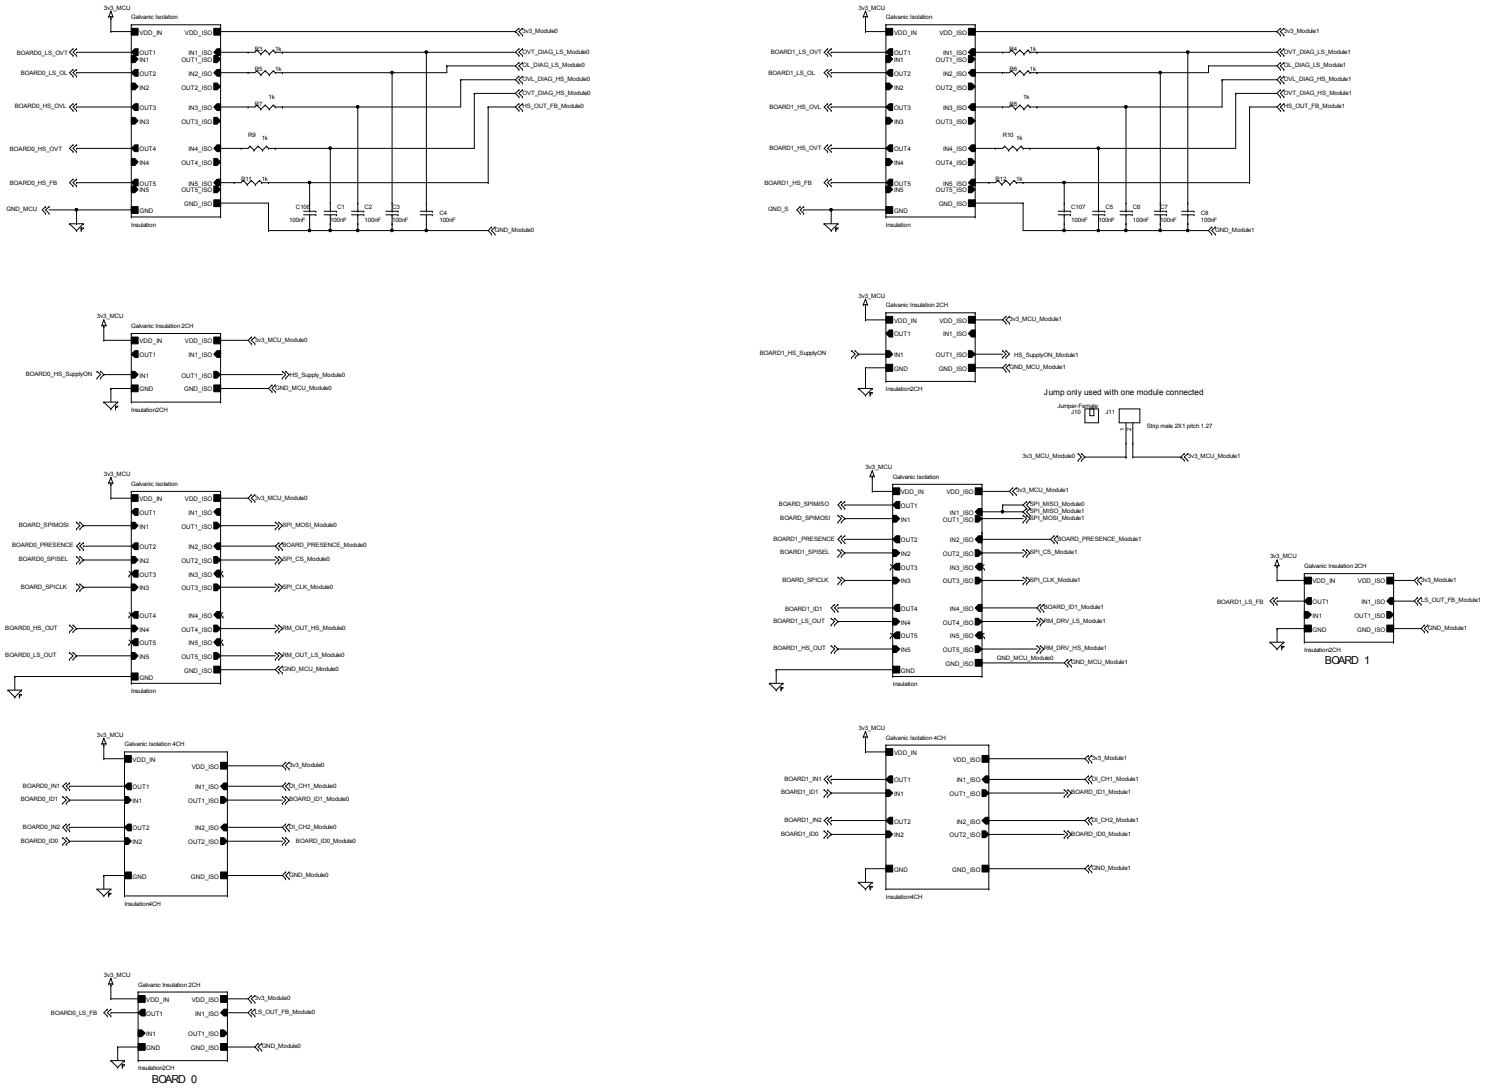 3v3_MCU
Galvanic Isolation
VDD_IN VDD_ISO 3v3_Module0
BOARD0_LS_OVT OUT1 IN1_ISO R3 1k OVT_DIAG_LS_Module0
IN1 OUT1_ISO
BOARD0_LS_OL OUT2 IN2_ISO R5 1k OL_DIAG_LS_Module0
OVL_DIAG_HS_Module0
IN2 OUT2_ISO
OVT_DIAG_HS_Module0
BOARD0_HS_OVL OUT3 IN3_ISO R7 1k HS_OUT_FB_Module0
IN3 OUT3_ISO
BOARD0_HS_OVT OUT4 IN4_ISO R9 1k
IN4 OUT4_ISO
BOARD0_HS_FB OUT5 IN5_ISO R11 1k
IN5 OUT5_ISO
GND_ISO
GND_MCU GND
C106 C1 C2 C3 C4
100nF 100nF 100nF 100nF 100nF
Insulation
GND_Module0
3v3_MCU
Galvanic Isolation
VDD_IN VDD_ISO 3v3_Module1
BOARD1_LS_OVT OUT1 IN1_ISO R4 1k OVT_DIAG_LS_Module1
IN1 OUT1_ISO
BOARD1_LS_OL OUT2 IN2_ISO R6 1k OL_DIAG_LS_Module1
OVL_DIAG_HS_Module1
IN2 OUT2_ISO
OVT_DIAG_HS_Module1
BOARD1_HS_OVL OUT3 IN3_ISO R8 1k HS_OUT_FB_Module1
IN3 OUT3_ISO
BOARD1_HS_OVT OUT4 IN4_ISO R10 1k
IN4 OUT4_ISO
BOARD1_HS_FB OUT5 IN5_ISO R12 1k
IN5 OUT5_ISO
GND_ISO
GND_S GND
C107 C5 C6 C7 C8
100nF 100nF 100nF 100nF 100nF
Insulation
GND_Module1
3v3_MCU
Galvanic Insulation 2CH
VDD_IN VDD_ISO 3v3_MCU_Module0
OUT1 IN1_ISO
BOARD0_HS_SupplyON IN1 OUT1_ISO HS_Supply_Module0
GND GND_ISO GND_MCU_Module0
Insulation2CH
3v3_MCU
Galvanic Insulation 2CH
VDD_IN VDD_ISO 3v3_MCU_Module1
OUT1 IN1_ISO
BOARD1_HS_SupplyON IN1 OUT1_ISO HS_SupplyON_Module1
GND GND_ISO GND_MCU_Module1
Insulation2CH
Jump only used with one module connected
Jumper-Female
J10 J11
Strip male 2X1 pitch 1.27
1 2
3v3_MCU_Module0 3v3_MCU_Module1
3v3_MCU
Galvanic Isolation
VDD_IN VDD_ISO 3v3_MCU_Module0
OUT1 IN1_ISO
BOARD_SPIMOSI IN1 OUT1_ISO SPI_MOSI_Module0
BOARD0_PRESENCE OUT2 IN2_ISO BOARD_PRESENCE_Module0
BOARD0_SPISEL IN2 OUT2_ISO SPI_CS_Module0
OUT3 IN3_ISO
BOARD_SPICLK IN3 OUT3_ISO SPI_CLK_Module0
OUT4 IN4_ISO
BOARD0_HS_OUT IN4 OUT4_ISO RM_OUT_HS_Module0
OUT5 IN5_ISO
BOARD0_LS_OUT IN5 OUT5_ISO RM_OUT_LS_Module0
GND_ISO GND_MCU_Module0
GND
Insulation
3v3_MCU
Galvanic Isolation
VDD_IN VDD_ISO 3v3_MCU_Module1
BOARD_SPIMISO OUT1 SPI_MISO_Module0
IN1_ISO SPI_MISO_Module1
BOARD_SPIMOSI IN1 OUT1_ISO SPI_MOSI_Module1
BOARD1_PRESENCE OUT2 IN2_ISO BOARD_PRESENCE_Module1
BOARD1_SPISEL IN2 OUT2_ISO SPI_CS_Module1
OUT3 IN3_ISO
BOARD_SPICLK IN3 OUT3_ISO SPI_CLK_Module1
BOARD1_ID1 OUT4 IN4_ISO BOARD_ID1_Module1
BOARD1_LS_OUT IN4 OUT4_ISO RM_DRV_LS_Module1
OUT5 IN5_ISO
BOARD1_HS_OUT IN5 OUT5_ISO RM_DRV_HS_Module1
GND_MCU_Module0
GND_ISO GND_MCU_Module1
GND
Insulation
3v3_MCU
Galvanic Insulation 2CH
VDD_IN VDD_ISO 3v3_Module1
BOARD1_LS_FB OUT1 IN1_ISO LS_OUT_FB_Module1
IN1 OUT1_ISO
GND GND_ISO GND_Module1
Insulation2CH
BOARD 1
3v3_MCU
Galvanic Isolation 4CH
VDD_IN
VDD_ISO 3v3_Module0
BOARD0_IN1 OUT1 IN1_ISO DI_CH1_Module0
BOARD0_ID1 IN1 OUT1_ISO BOARD_ID1_Module0
BOARD0_IN2 OUT2 IN2_ISO DI_CH2_Module0
BOARD0_ID0 IN2 OUT2_ISO BOARD_ID0_Module0
GND GND_ISO GND_Module0
Insulation4CH
3v3_MCU
Galvanic Isolation 4CH
VDD_IN
VDD_ISO 3v3_Module1
BOARD1_IN1 OUT1 IN1_ISO DI_CH1_Module1
BOARD1_ID1 IN1 OUT1_ISO BOARD_ID1_Module1
BOARD1_IN2 OUT2 IN2_ISO DI_CH2_Module1
BOARD1_ID0 IN2 OUT2_ISO BOARD_ID0_Module1
GND GND_ISO GND_Module1
Insulation4CH
3v3_MCU
Galvanic Insulation 2CH
VDD_IN VDD_ISO 3v3_Module0
BOARD0_LS_FB OUT1 IN1_ISO LS_OUT_FB_Module0
IN1 OUT1_ISO
GND GND_ISO GND_Module0
Insulation2CH
BOARD 0